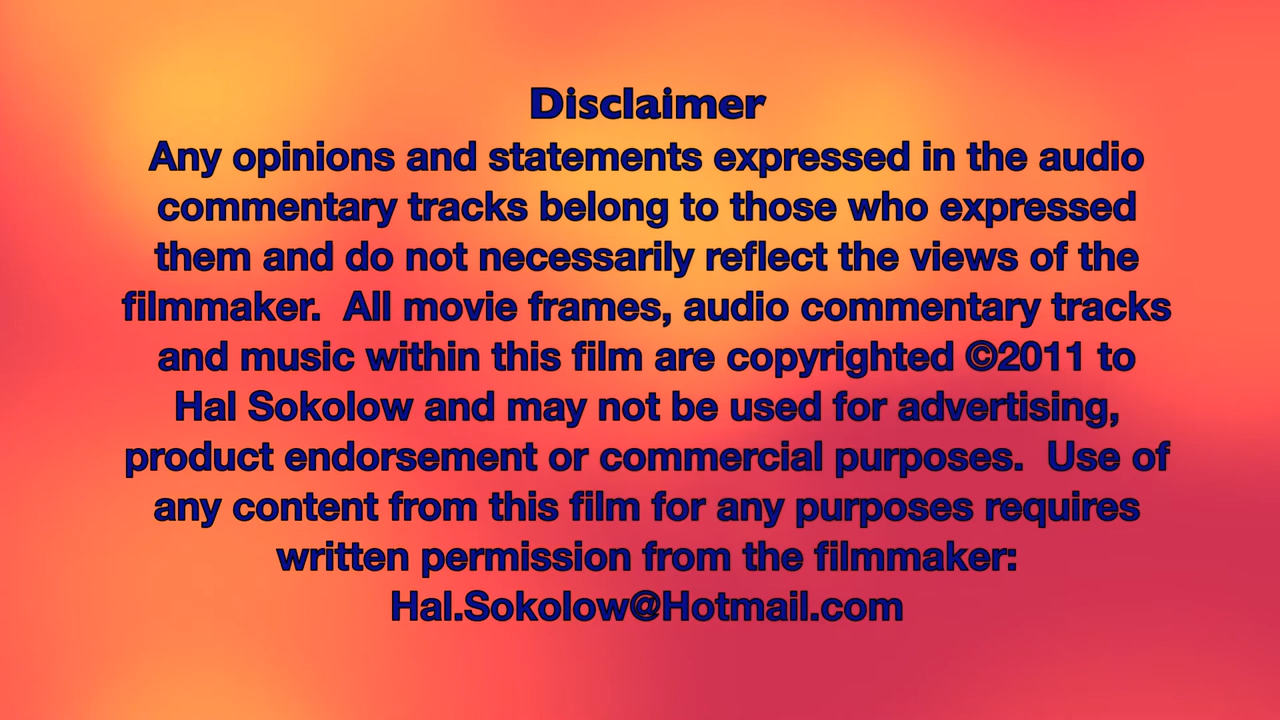 Disclaimer
Any opinions and statements expressed in the audio
commentary tracks belong to those who expressed
them and do not necessarily reflect the views of the
filmmaker.  All movie frames, audio commentary tracks
and music within this film are copyrighted ©2011 to
Hal Sokolow and may not be used for advertising,
product endorsement or commercial purposes.  Use of
any content from this film for any purposes requires
written permission from the filmmaker:
Hal.Sokolow@Hotmail.com